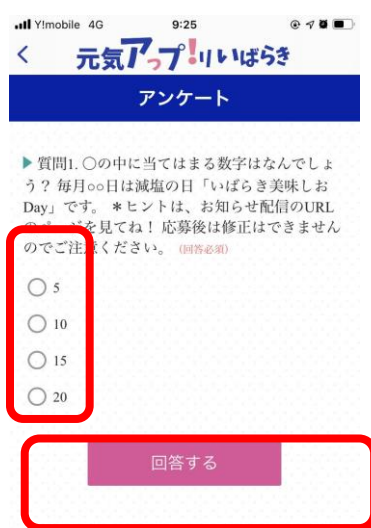 Y!mobile 4G 9:25
元気アっプ!りいばらき
アンケート
▶質問1. ○の中に当てはまる数字はなんでしょ
う? 毎月○○日は減塩の日「いばらき美味しお
Day」です。 *ヒントは、お知らせ配信のURL
のページを見てね! 応募後は修正はできません
のでご注意ください。 (回答必須)
5
10
15
20
回答する